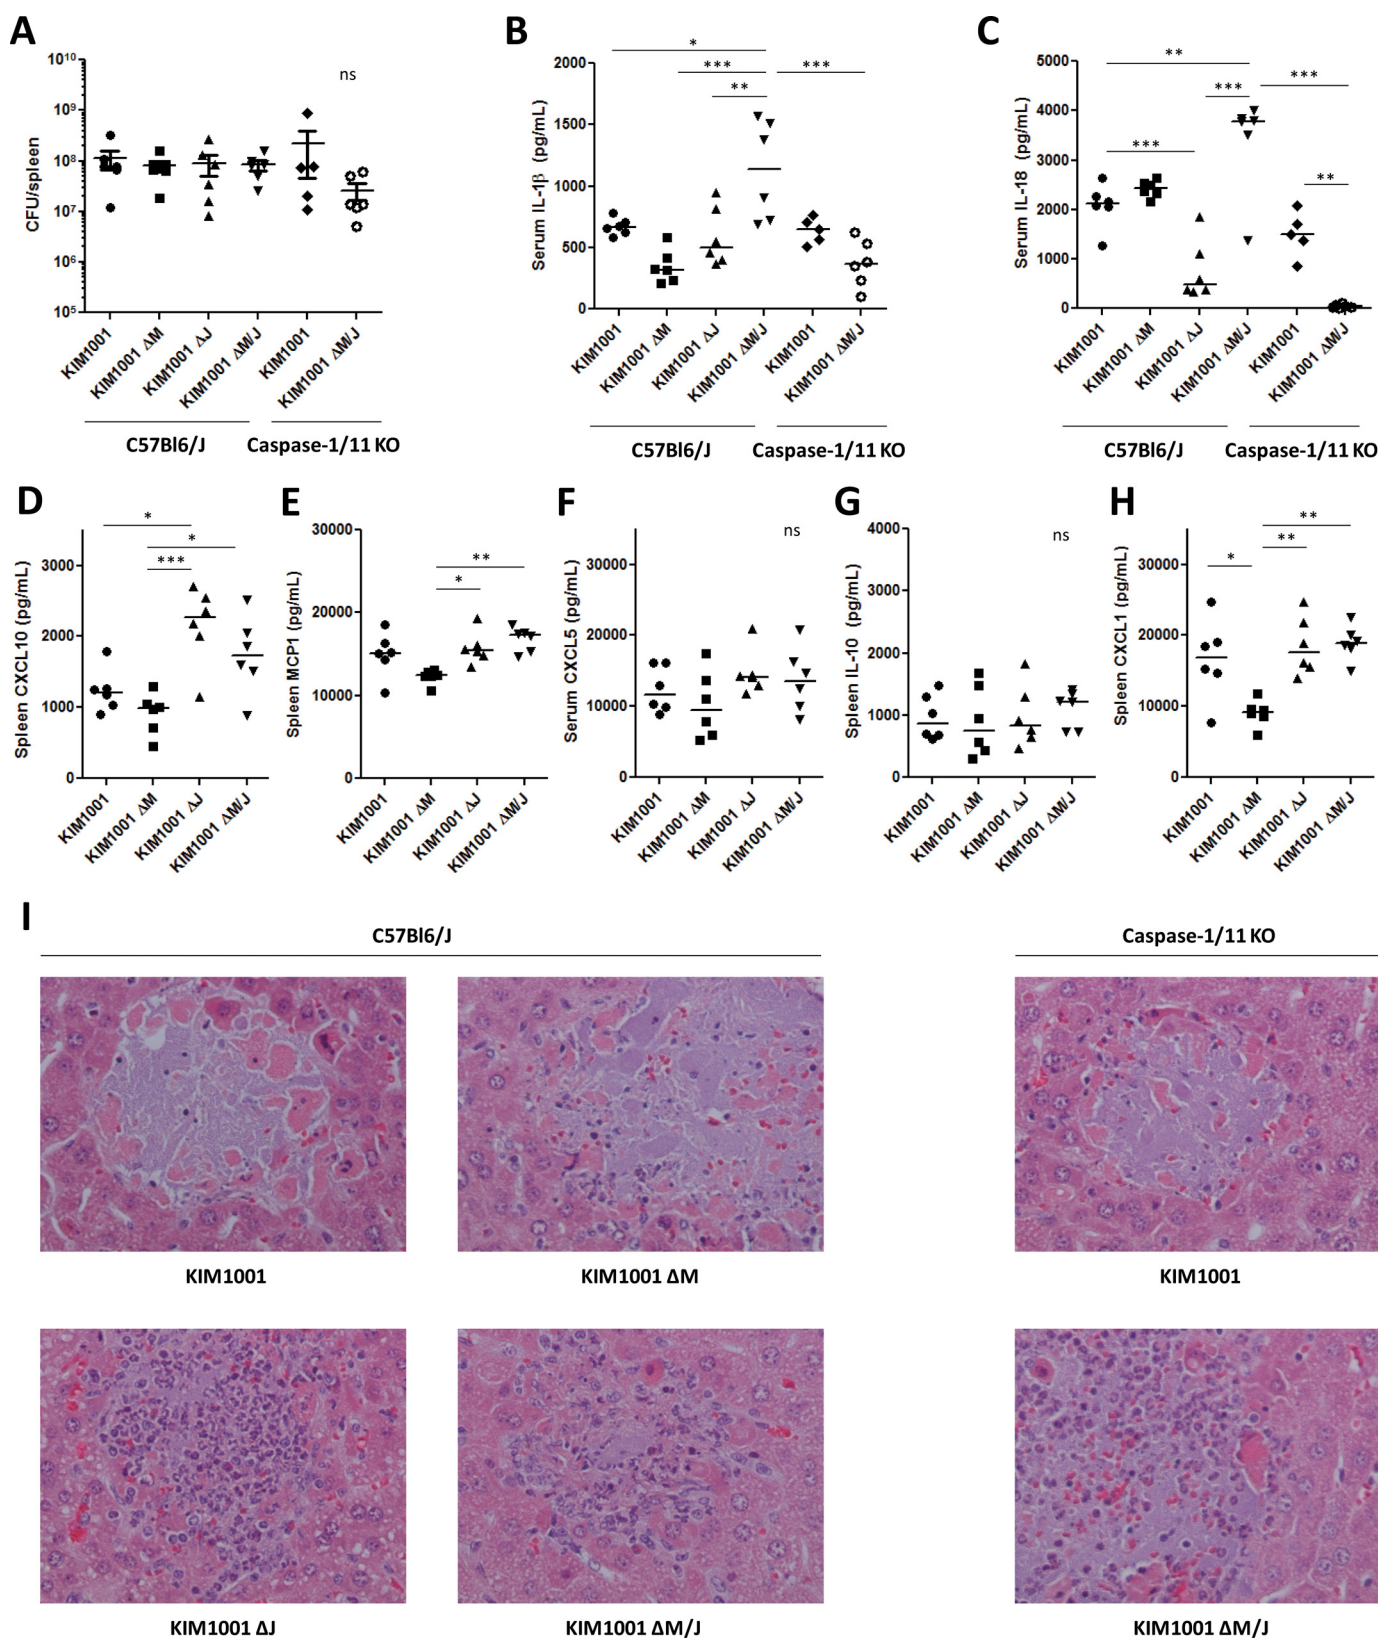 A
CFU/spleen
10^10
10^9
10^8
10^7
10^6
10^5
ns
KIM1001
KIM1001 ΔM
KIM1001 ΔJ
KIM1001 ΔM/J
KIM1001
KIM1001 ΔM/J
C57Bl6/J
Caspase-1/11 KO
B
Serum IL-1β (pg/mL)
2000
1500
1000
500
0
*
***
***
**
KIM1001
KIM1001 ΔM
KIM1001 ΔJ
KIM1001 ΔM/J
KIM1001
KIM1001 ΔM/J
C57Bl6/J
Caspase-1/11 KO
C
Serum IL-18 (pg/mL)
5000
4000
3000
2000
1000
0
**
***
***
***
**
KIM1001
KIM1001 ΔM
KIM1001 ΔJ
KIM1001 ΔM/J
KIM1001
KIM1001 ΔM/J
C57Bl6/J
Caspase-1/11 KO
D
Spleen CXCL10 (pg/mL)
3000
2000
1000
0
*
*
***
KIM1001
KIM1001 ΔM
KIM1001 ΔJ
KIM1001 ΔM/J
E
Spleen MCP1 (pg/mL)
30000
20000
10000
0
**
*
KIM1001
KIM1001 ΔM
KIM1001 ΔJ
KIM1001 ΔM/J
F
Serum CXCL5 (pg/mL)
30000
20000
10000
0
ns
KIM1001
KIM1001 ΔM
KIM1001 ΔJ
KIM1001 ΔM/J
G
Spleen IL-10 (pg/mL)
4000
3000
2000
1000
0
ns
KIM1001
KIM1001 ΔM
KIM1001 ΔJ
KIM1001 ΔM/J
H
Spleen CXCL1 (pg/mL)
30000
20000
10000
0
**
**
*
KIM1001
KIM1001 ΔM
KIM1001 ΔJ
KIM1001 ΔM/J
I
C57Bl6/J
Caspase-1/11 KO
KIM1001
KIM1001 ΔM
KIM1001
KIM1001 ΔJ
KIM1001 ΔM/J
KIM1001 ΔM/J